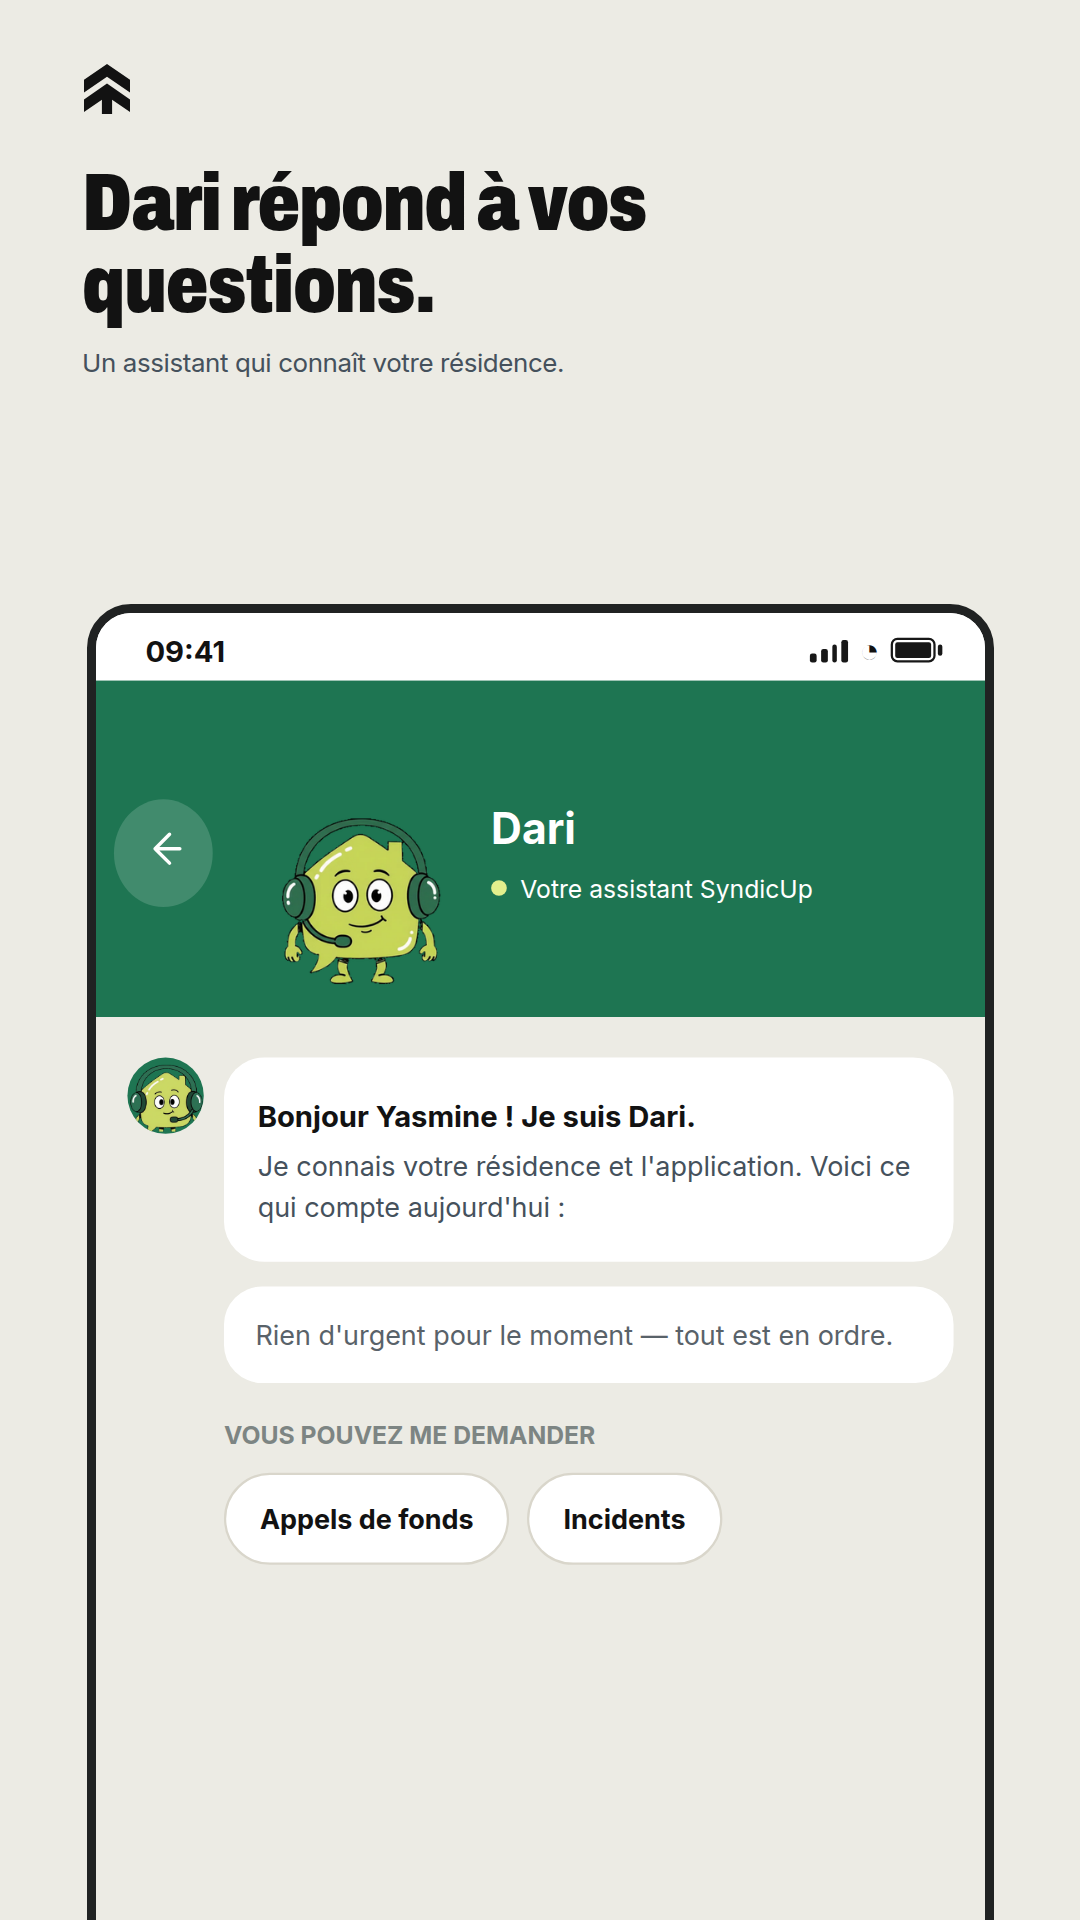 Dari répond à vos
questions.
Un assistant qui connaît votre résidence.
09:41
Dari
Votre assistant SyndicUp
Bonjour Yasmine ! Je suis Dari.
Je connais votre résidence et l'application. Voici ce
qui compte aujourd'hui :
Rien d'urgent pour le moment — tout est en ordre.
VOUS POUVEZ ME DEMANDER
Appels de fonds
Incidents